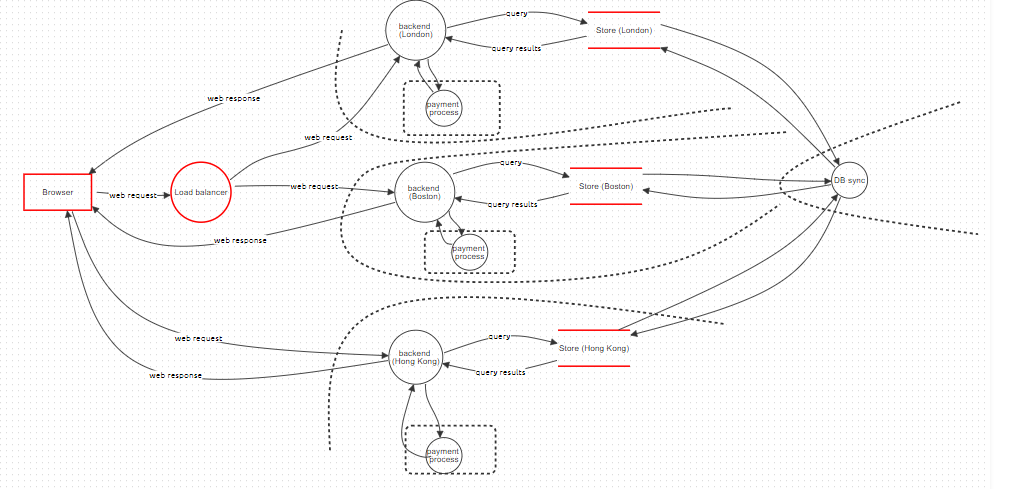 backend
(London)
query
Store (London)
query results
web response
payment
process
web request
Browser
web request
Load balancer
web request
backend
(Boston)
query
Store (Boston)
query results
DB sync
web response
payment
process
web request
backend
(Hong Kong)
query
Store (Hong Kong)
query results
web response
payment
process